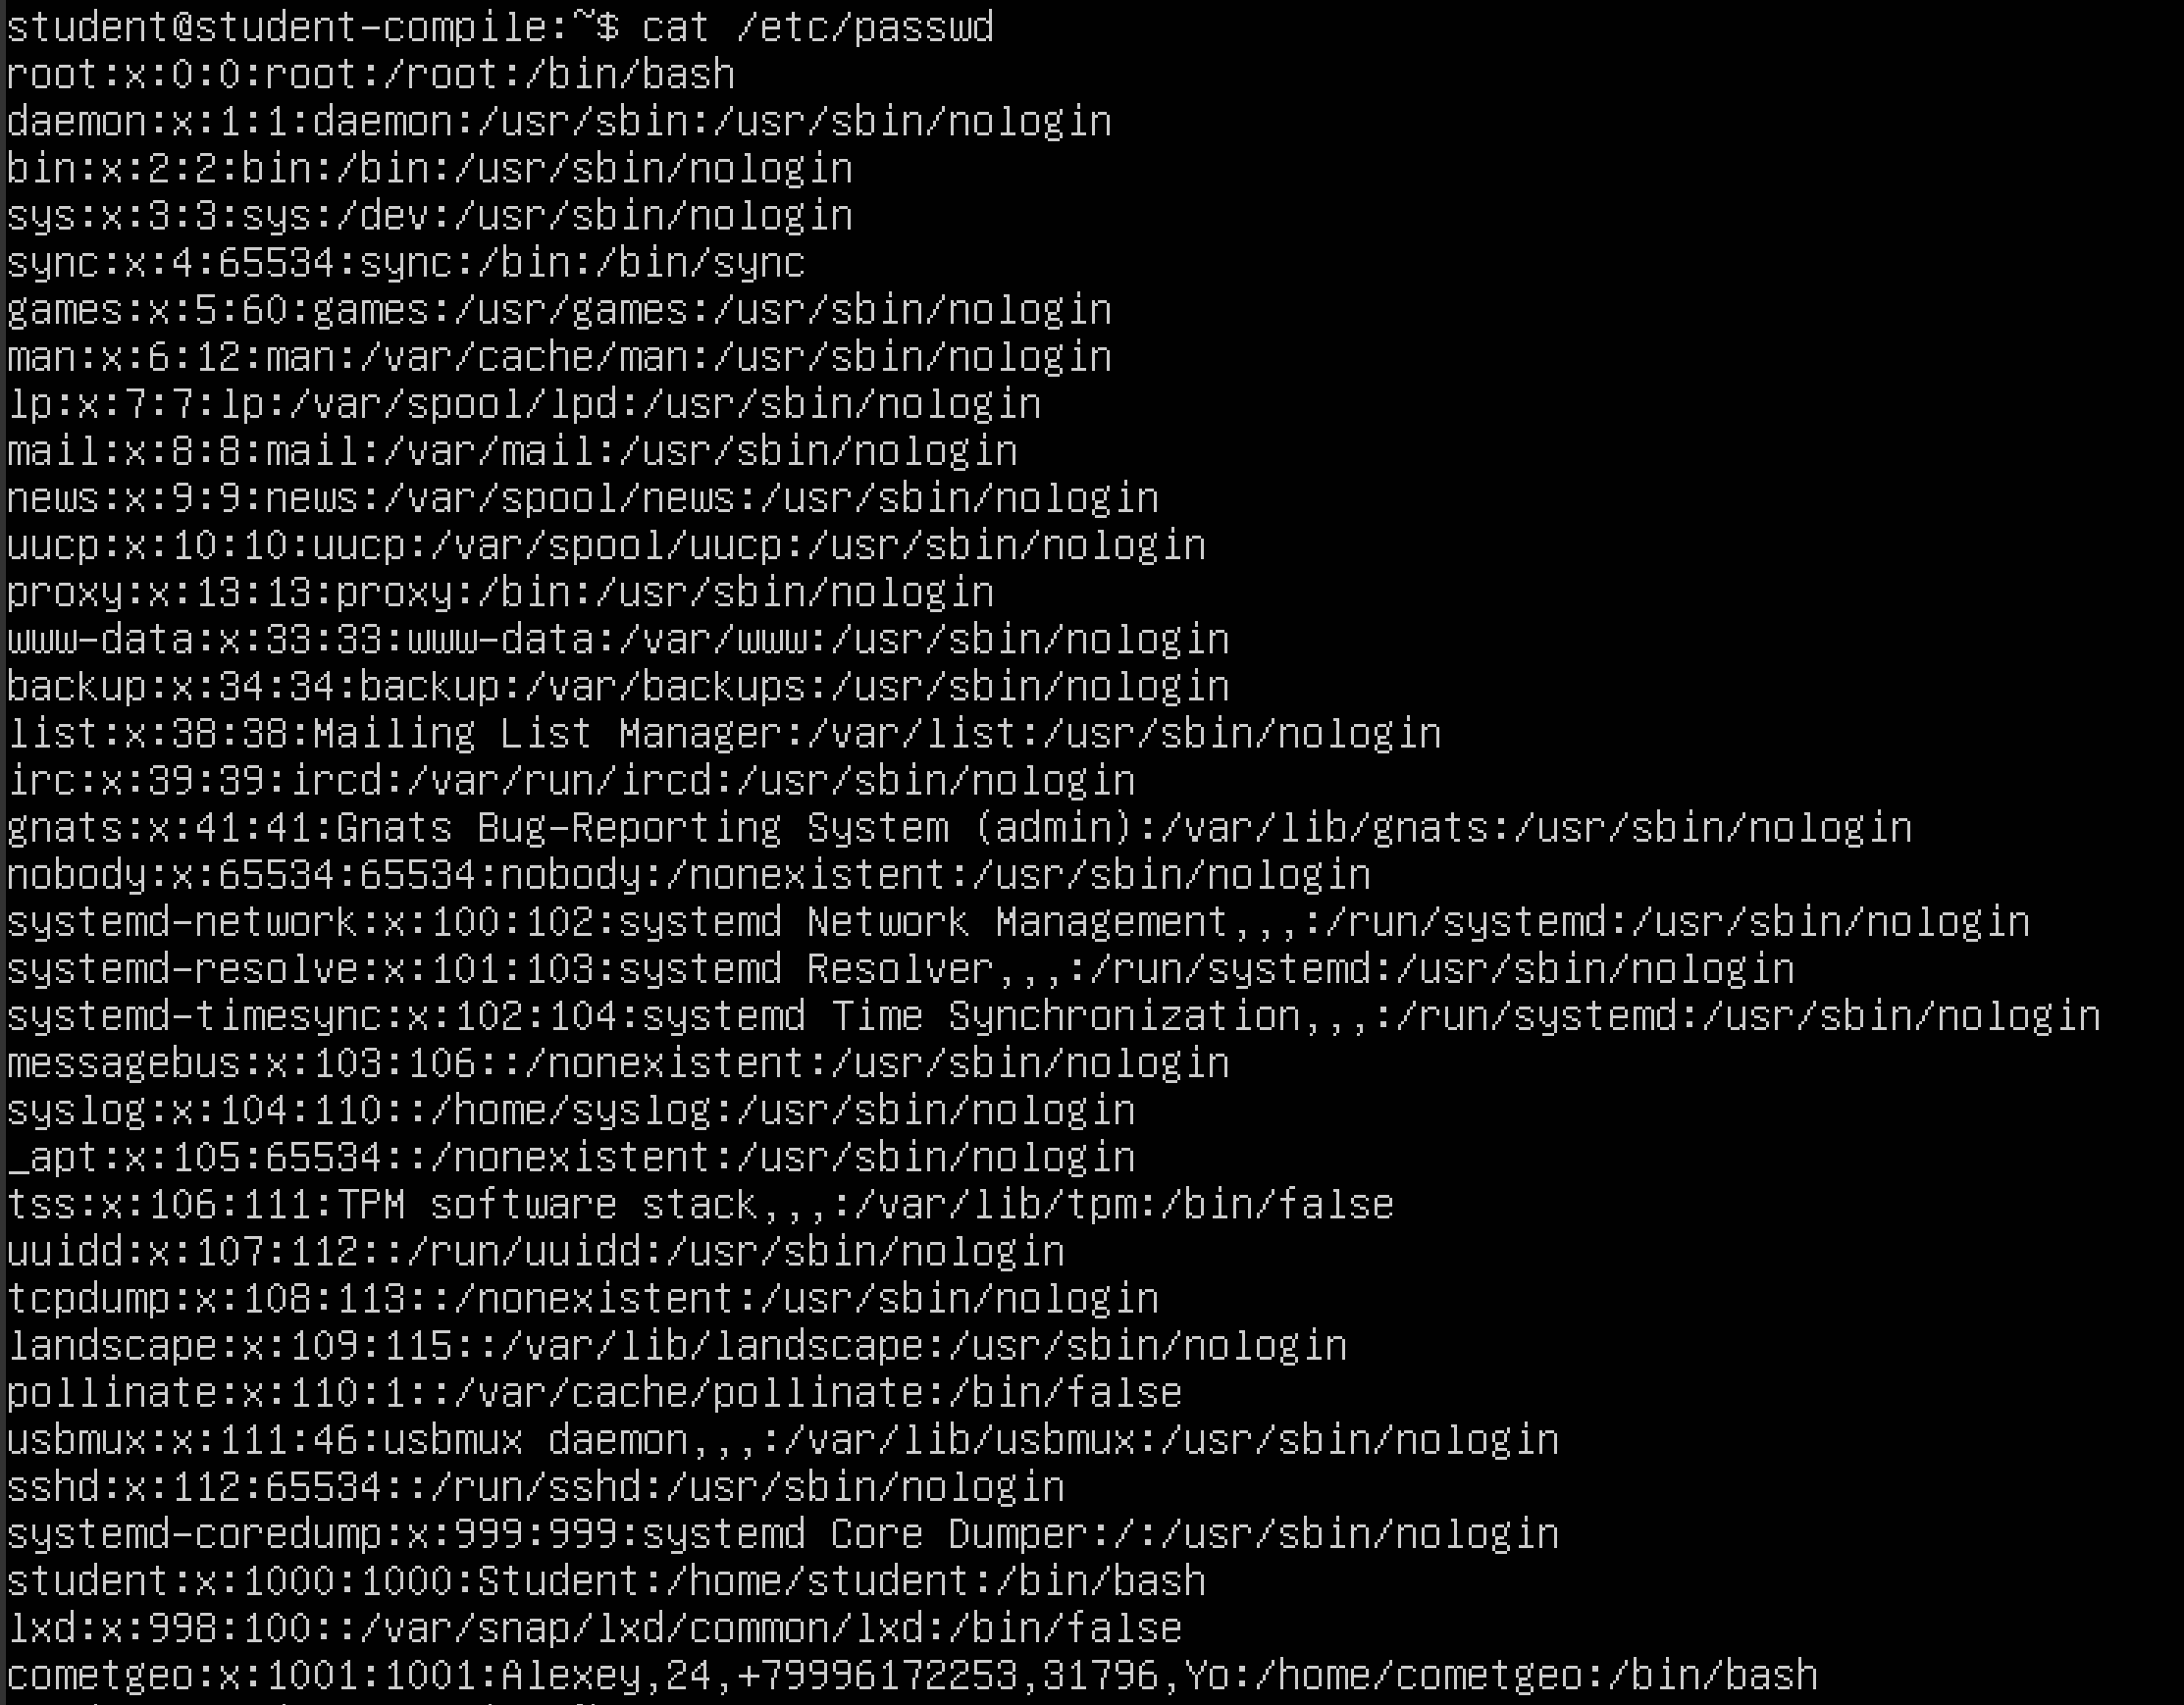 student@student-compile:~$ cat /etc/passwd
root:x:0:0:root:/root:/bin/bash
daemon:x:1:1:daemon:/usr/sbin:/usr/sbin/nologin
bin:x:2:2:bin:/bin:/usr/sbin/nologin
sys:x:3:3:sys:/dev:/usr/sbin/nologin
sync:x:4:65534:sync:/bin:/bin/sync
games:x:5:60:games:/usr/games:/usr/sbin/nologin
man:x:6:12:man:/var/cache/man:/usr/sbin/nologin
lp:x:7:7:lp:/var/spool/lpd:/usr/sbin/nologin
mail:x:8:8:mail:/var/mail:/usr/sbin/nologin
news:x:9:9:news:/var/spool/news:/usr/sbin/nologin
uucp:x:10:10:uucp:/var/spool/uucp:/usr/sbin/nologin
proxy:x:13:13:proxy:/bin:/usr/sbin/nologin
www-data:x:33:33:www-data:/var/www:/usr/sbin/nologin
backup:x:34:34:backup:/var/backups:/usr/sbin/nologin
list:x:38:38:Mailing List Manager:/var/list:/usr/sbin/nologin
irc:x:39:39:ircd:/var/run/ircd:/usr/sbin/nologin
gnats:x:41:41:Gnats Bug-Reporting System (admin):/var/lib/gnats:/usr/sbin/nologin
nobody:x:65534:65534:nobody:/nonexistent:/usr/sbin/nologin
systemd-network:x:100:102:systemd Network Management,,,:/run/systemd:/usr/sbin/nologin
systemd-resolve:x:101:103:systemd Resolver,,,:/run/systemd:/usr/sbin/nologin
systemd-timesync:x:102:104:systemd Time Synchronization,,,:/run/systemd:/usr/sbin/nologin
messagebus:x:103:106::/nonexistent:/usr/sbin/nologin
syslog:x:104:110::/home/syslog:/usr/sbin/nologin
_apt:x:105:65534::/nonexistent:/usr/sbin/nologin
tss:x:106:111:TPM software stack,,,:/var/lib/tpm:/bin/false
uuidd:x:107:112::/run/uuidd:/usr/sbin/nologin
tcpdump:x:108:113::/nonexistent:/usr/sbin/nologin
landscape:x:109:115::/var/lib/landscape:/usr/sbin/nologin
pollinate:x:110:1::/var/cache/pollinate:/bin/false
usbmux:x:111:46:usbmux daemon,,,:/var/lib/usbmux:/usr/sbin/nologin
sshd:x:112:65534::/run/sshd:/usr/sbin/nologin
systemd-coredump:x:999:999:systemd Core Dumper:/:/usr/sbin/nologin
student:x:1000:1000:Student:/home/student:/bin/bash
lxd:x:998:100::/var/snap/lxd/common/lxd:/bin/false
cometgeo:x:1001:1001:Alexey,24,+79996172253,31796,Yo:/home/cometgeo:/bin/bash